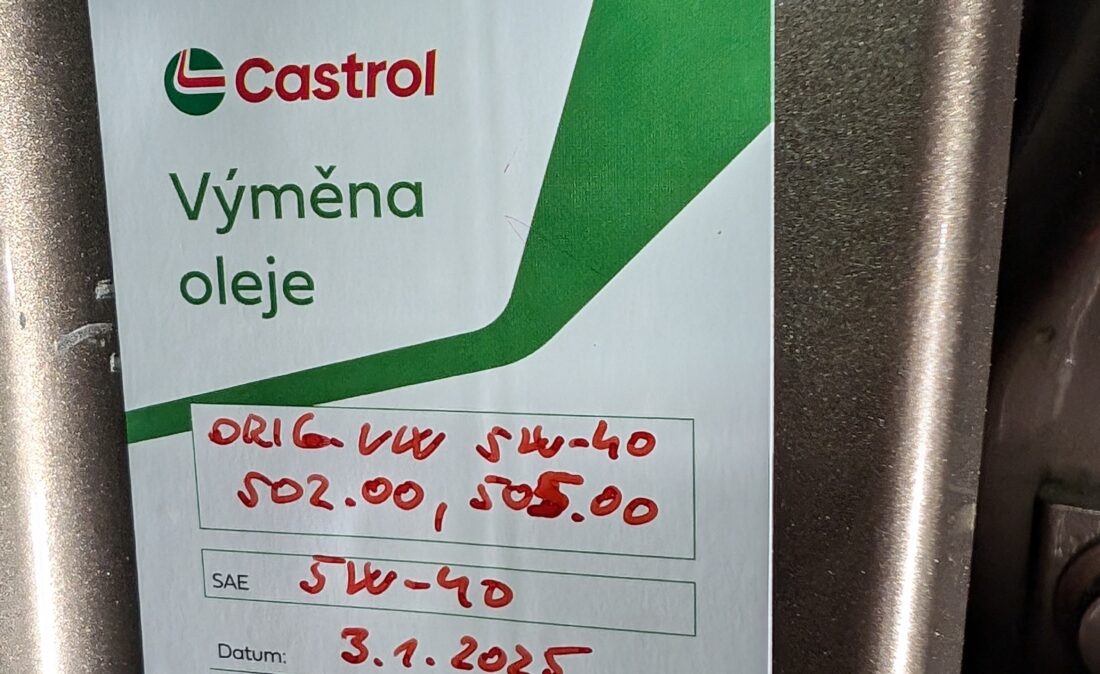 Castrol
Výměna
oleje
ORIG. VW 5W-40
502.00, 505.00
SAE 5W-40
Datum: 3.1.2025